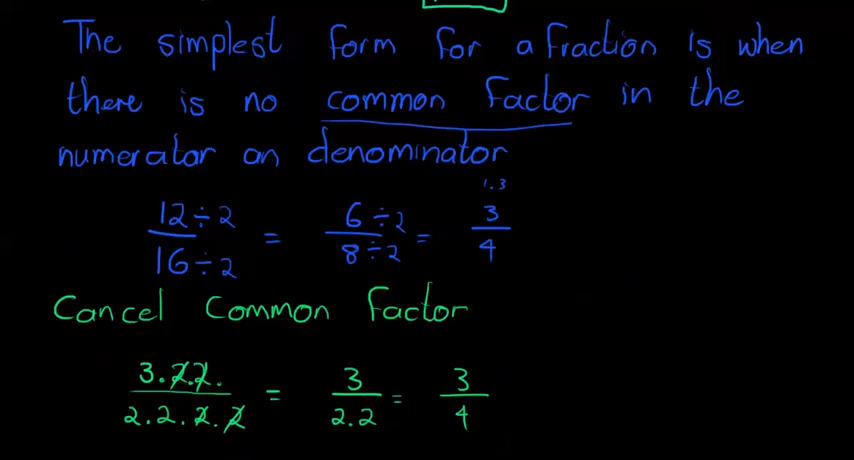 The simplest form for a fraction is when
there is no common factor in the
numerator on denominator
1.3
12÷2/16÷2 = 6÷2/8÷2 = 3/4
Cancel Common Factor
3.2.2./2.2.2.2 = 3/2.2 = 3/4